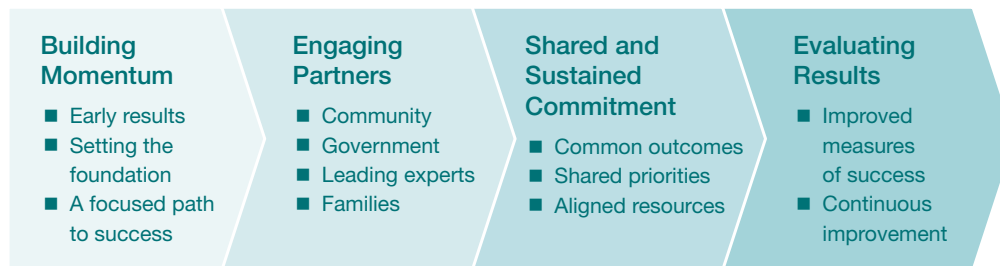 Building
Momentum
■ Early results
■ Setting the
foundation
■ A focused path
to success
Engaging
Partners
■ Community
■ Government
■ Leading experts
■ Families
Shared and
Sustained
Commitment
■ Common outcomes
■ Shared priorities
■ Aligned resources
Evaluating
Results
■ Improved
measures
of success
■ Continuous
improvement